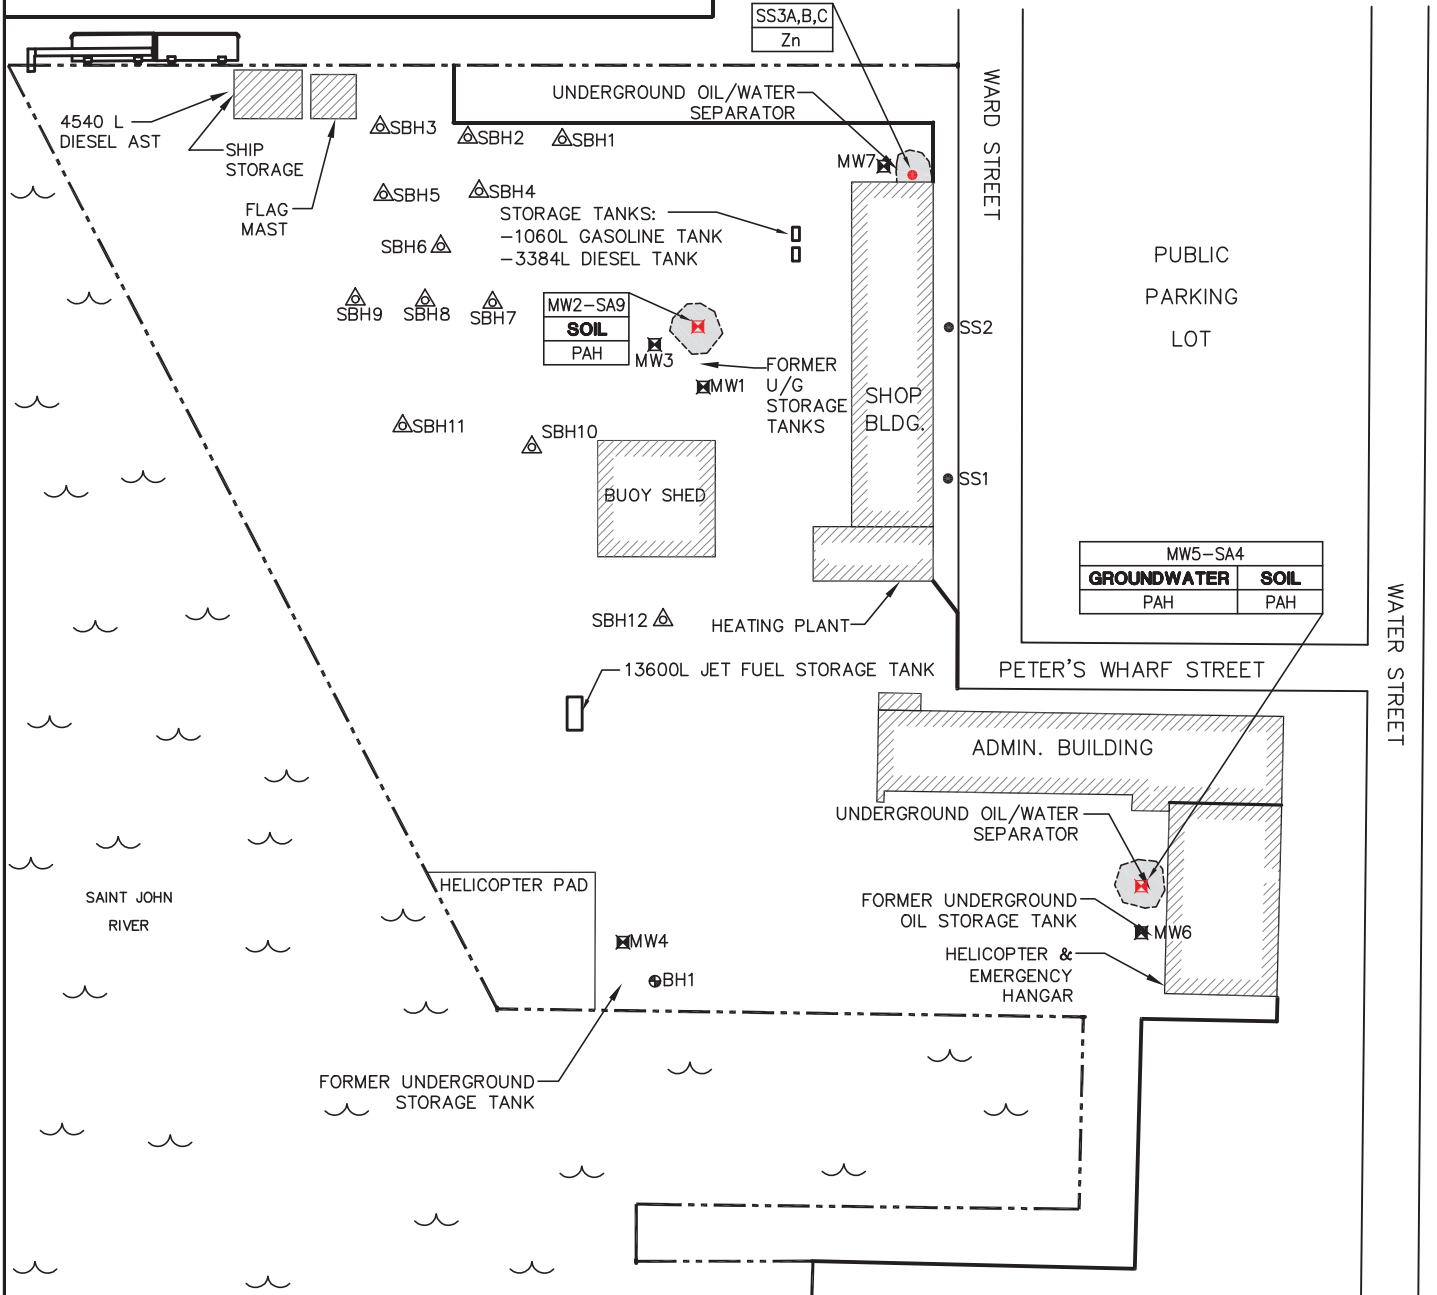 SS3A,B,C
Zn
UNDERGROUND OIL/WATER
SEPARATOR
WARD STREET
4540 L
DIESEL AST
SHIP
STORAGE
FLAG
MAST
SBH3
SBH2
SBH1
MW7
SBH5
SBH4
STORAGE TANKS:
-1060L GASOLINE TANK
-3384L DIESEL TANK
SBH6
PUBLIC
PARKING
LOT
SBH9
SBH8
SBH7
MW2-SA9
SOIL
PAH
MW3
MW1
FORMER
U/G
STORAGE
TANKS
SS2
SHOP
BLDG.
SBH11
SBH10
SS1
BUOY SHED
MW5-SA4
GROUNDWATER
SOIL
PAH
PAH
SBH12
HEATING PLANT
WATER STREET
13600L JET FUEL STORAGE TANK
PETER'S WHARF STREET
ADMIN. BUILDING
UNDERGROUND OIL/WATER
SEPARATOR
SAINT JOHN
RIVER
HELICOPTER PAD
FORMER UNDERGROUND
OIL STORAGE TANK
MW4
MW6
HELICOPTER &
EMERGENCY
HANGAR
BH1
FORMER UNDERGROUND
STORAGE TANK